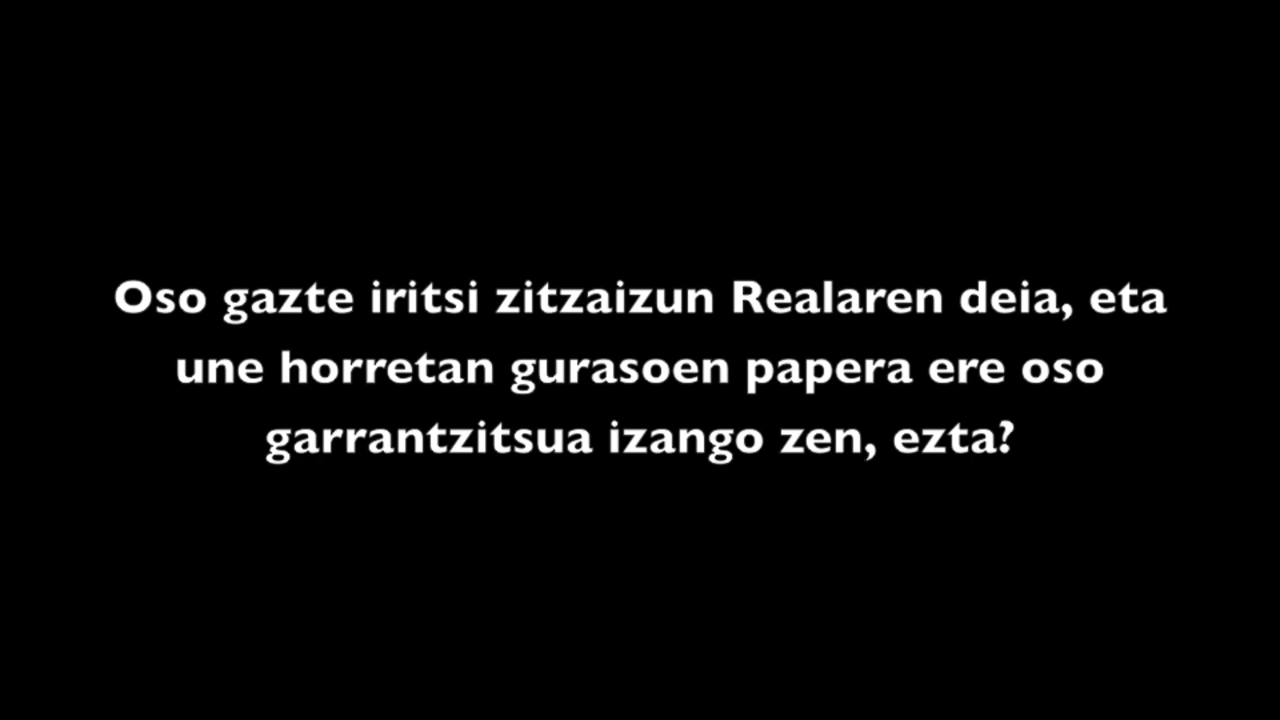 Oso gazte iritsi zitzaizun Realaren deia, eta
une horretan gurasoen papera ere oso
garrantzitsua izango zen, ezta?